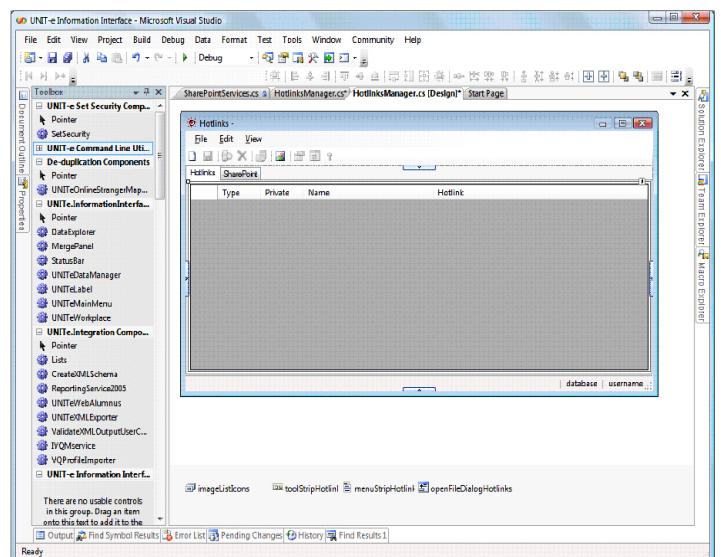 UNIT-e Information Interface - Microsoft Visual Studio
File Edit View Project Build Debug Data Format Test Tools Window Community Help
Debug
Toolbox
SharePointServices.cs HotlinksManager.cs* HotlinksManager.cs [Design]* Start Page
UNIT-e Set Security Comp...
Pointer
SetSecurity
UNIT-e Command Line Uti...
De-duplication Components
Pointer
UNITeOnlineStrangerMap...
UNITe.InformationInterfa...
Pointer
DataExplorer
MergePanel
StatusBar
UNITeDataManager
UNITeLabel
UNITeMainMenu
UNITeWorkplace
UNITe.Integration Compo...
Pointer
Lists
CreateXMLSchema
ReportingService2005
UNITeWebAlumnus
UNITeXMLExporter
ValidateXMLOutputUserC...
IVQMservice
VQProfileImporter
UNIT-e Information Interf...
There are no usable controls
in this group. Drag an item
onto this text to add it to the
Document Outline
Properties
Hotlinks -
File Edit View
Hotlinks SharePoint
Type Private Name Hotlink
database username
imageListIcons toolStripHotlinl menuStripHotlinl openFileDialogHotlinks
Solution Explorer
Team Explorer
Macro Explorer
Output Find Symbol Results Error List Pending Changes History Find Results 1
Ready